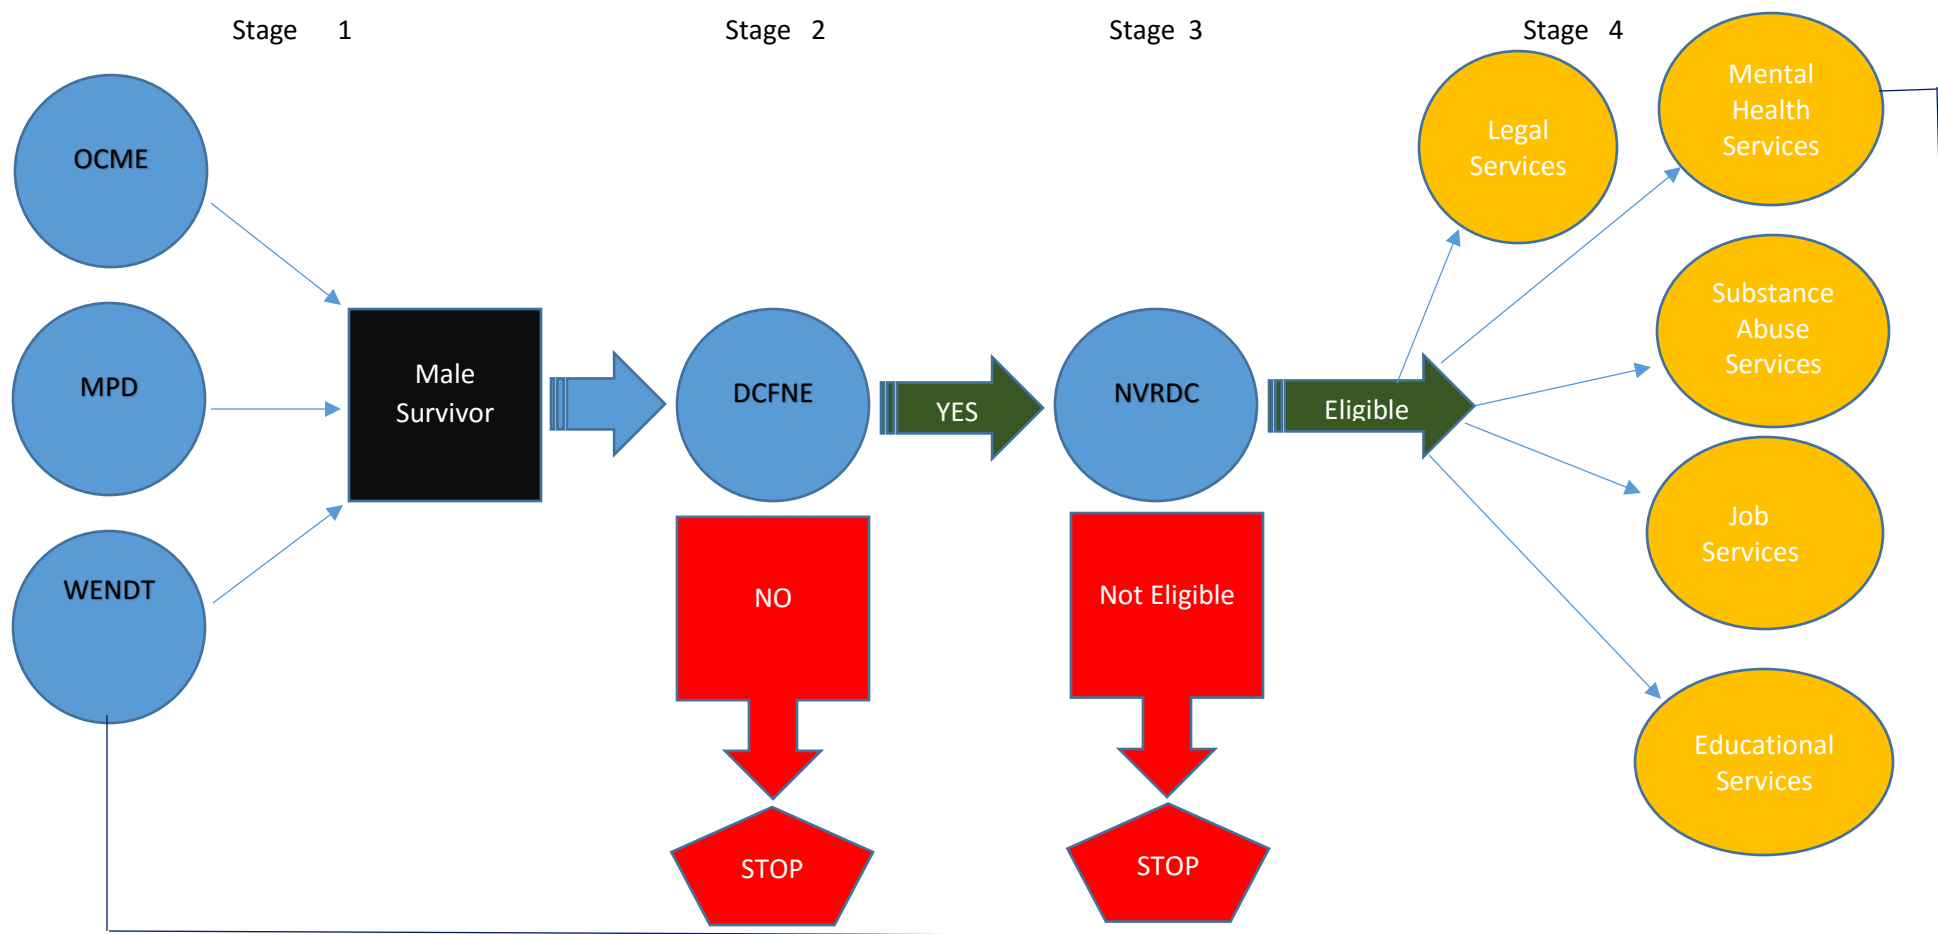 Stage 1
Stage 2
Stage 3
Stage 4
OCME
MPD
WENDT
Male
Survivor
DCFNE
YES
NVRDC
Eligible
NO
STOP
Not Eligible
STOP
Legal
Services
Mental
Health
Services
Substance
Abuse
Services
Job
Services
Educational
Services